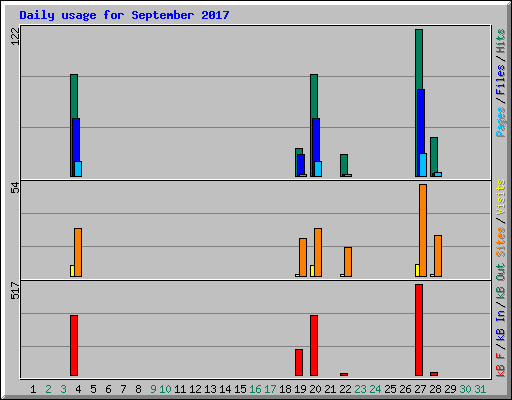 Daily usage for September 2017
122
54
517
Pages / Files / Hits
Sites / Visits
kB F / kB In / kB Out
1 2 3 4 5 6 7 8 9 10 11 12 13 14 15 16 17 18 19 20 21 22 23 24 25 26 27 28 29 30 31